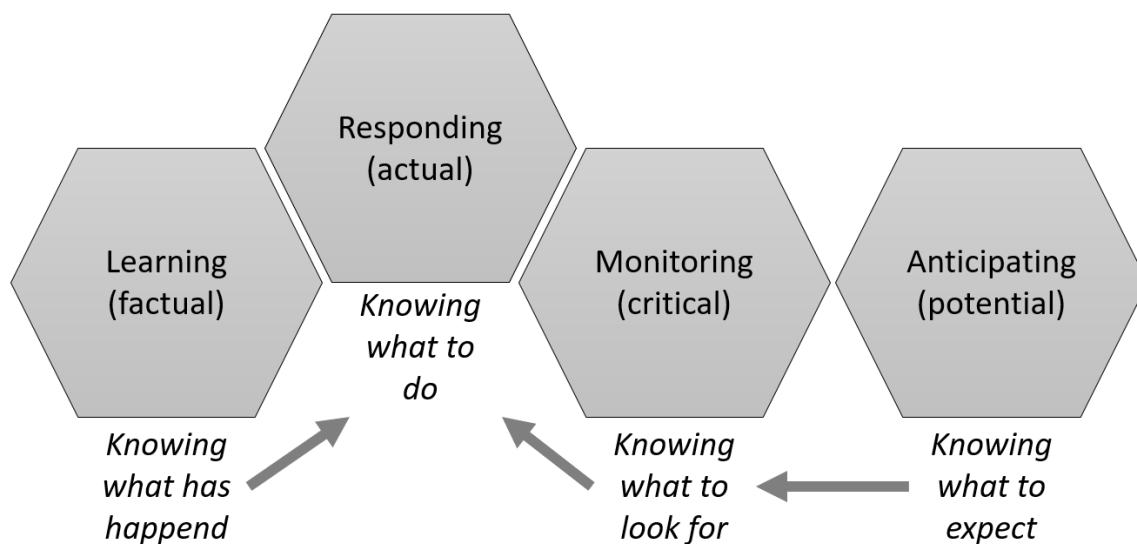 Responding
(actual)
Learning
(factual)
Monitoring
(critical)
Anticipating
(potential)
Knowing
what to
do
Knowing
what has
happend
Knowing
what to
look for
Knowing
what to
expect